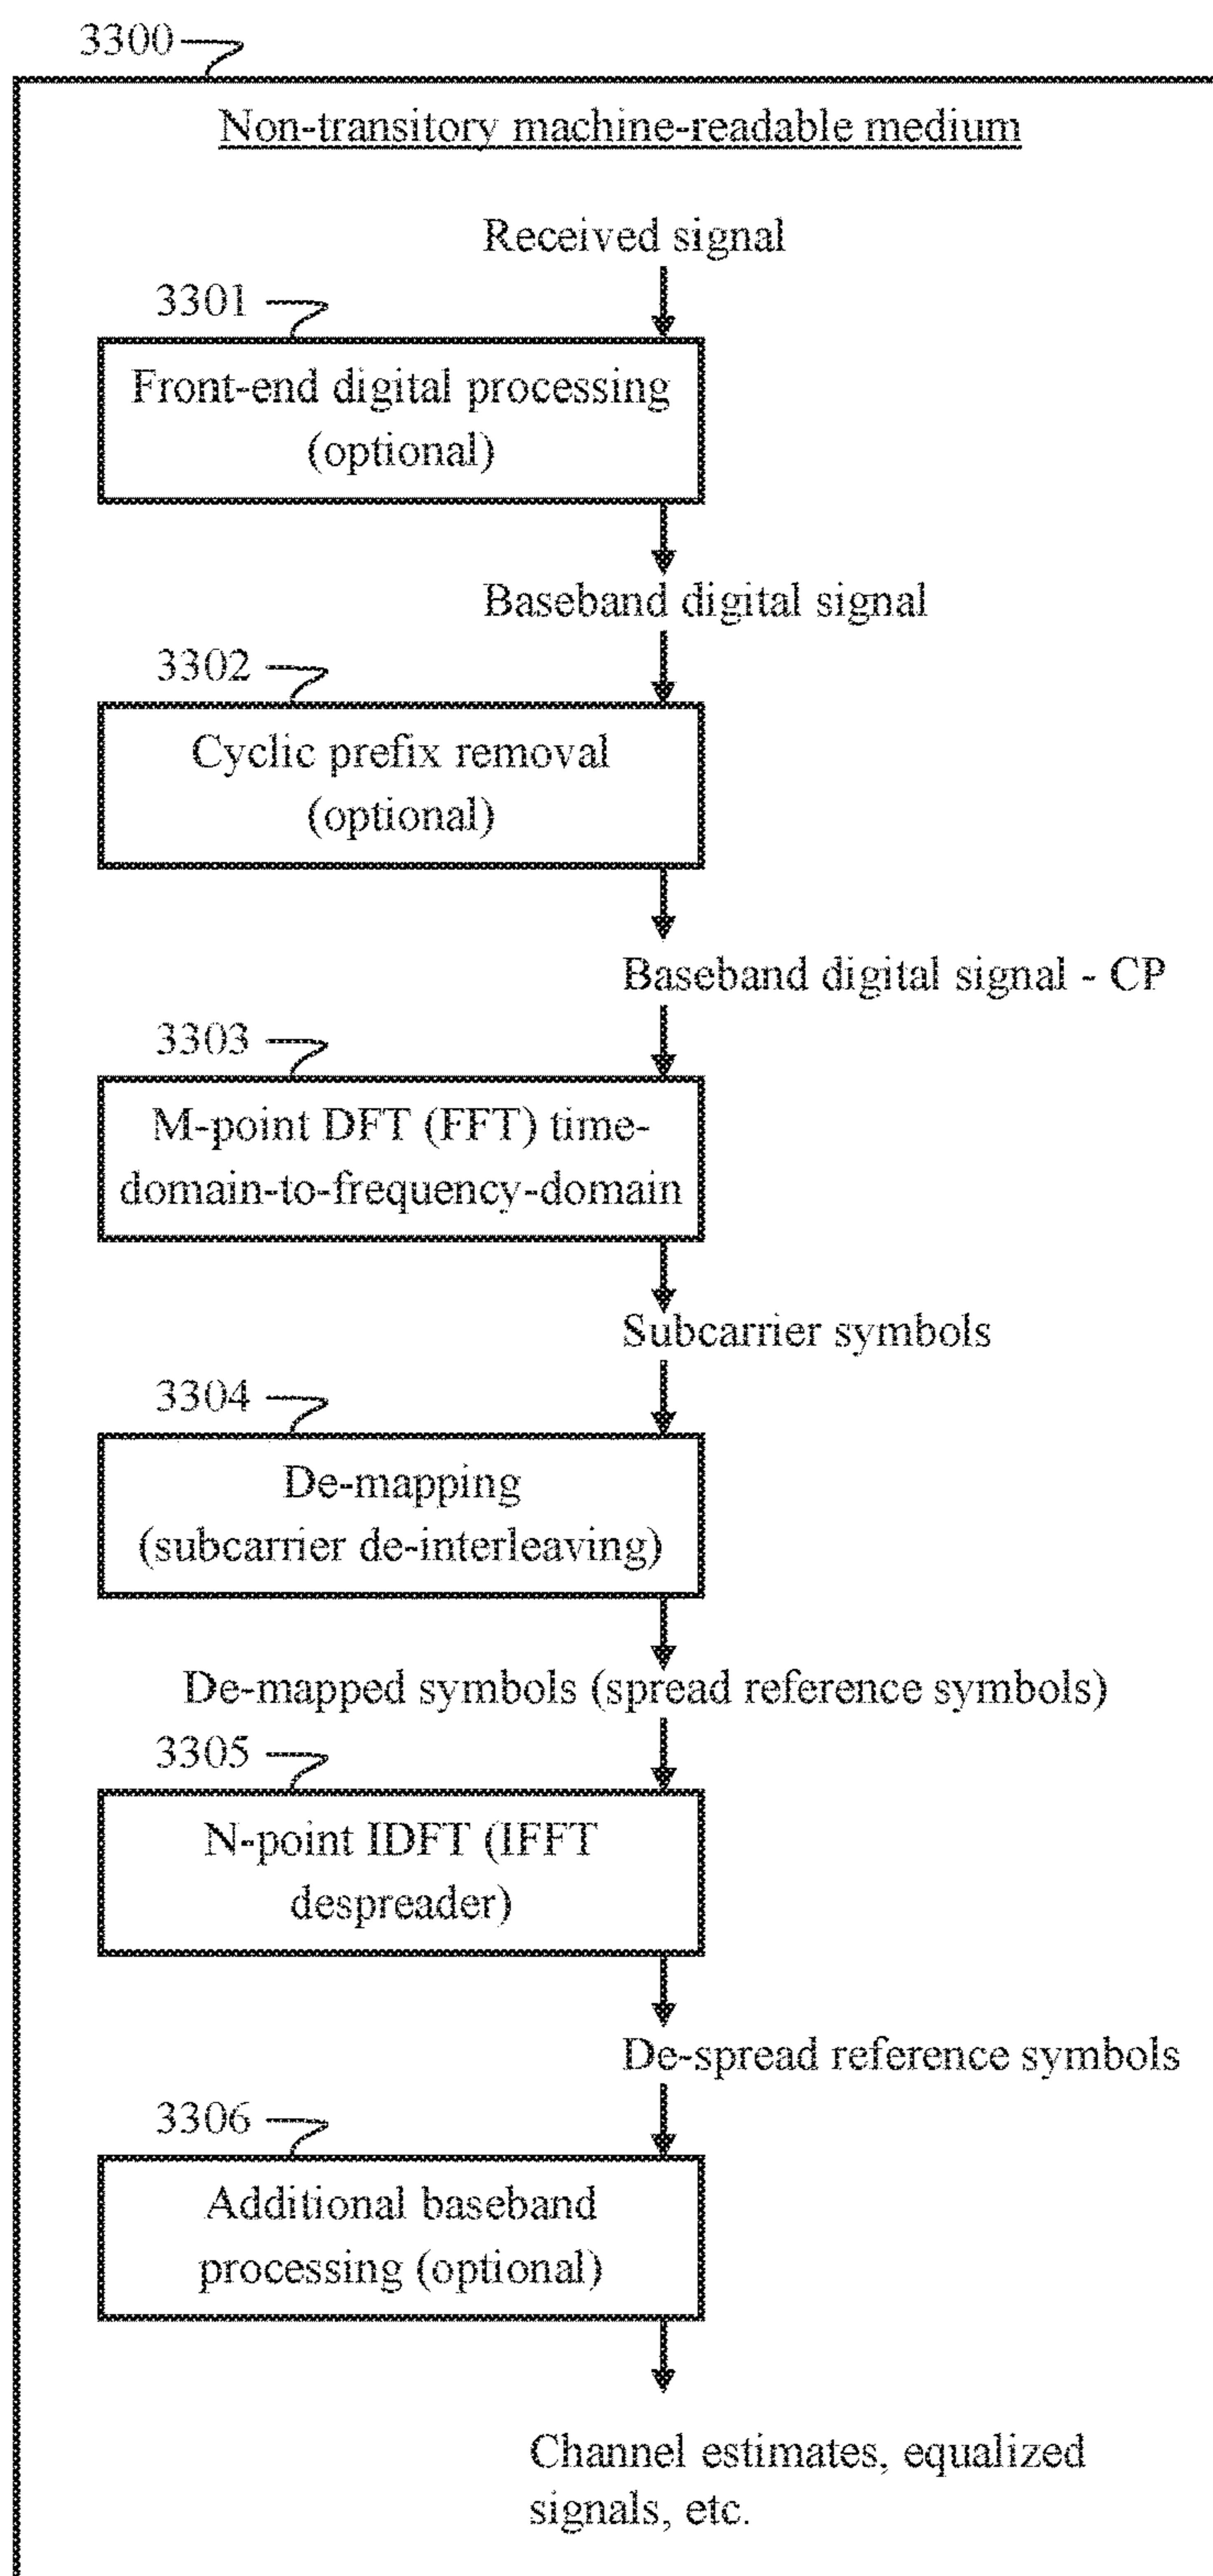 3300
Non-transitory machine-readable medium
Received signal
3301
Front-end digital processing
(optional)
Baseband digital signal
3302
Cyclic prefix removal
(optional)
Baseband digital signal - CP
3303
M-point DFT (FFT) time-
domain-to-frequency-domain
Subcarrier symbols
3304
De-mapping
(subcarrier de-interleaving)
De-mapped symbols (spread reference symbols)
3305
N-point IDFT (IFFT
despreader)
De-spread reference symbols
3306
Additional baseband
processing (optional)
Channel estimates, equalized
signals, etc.